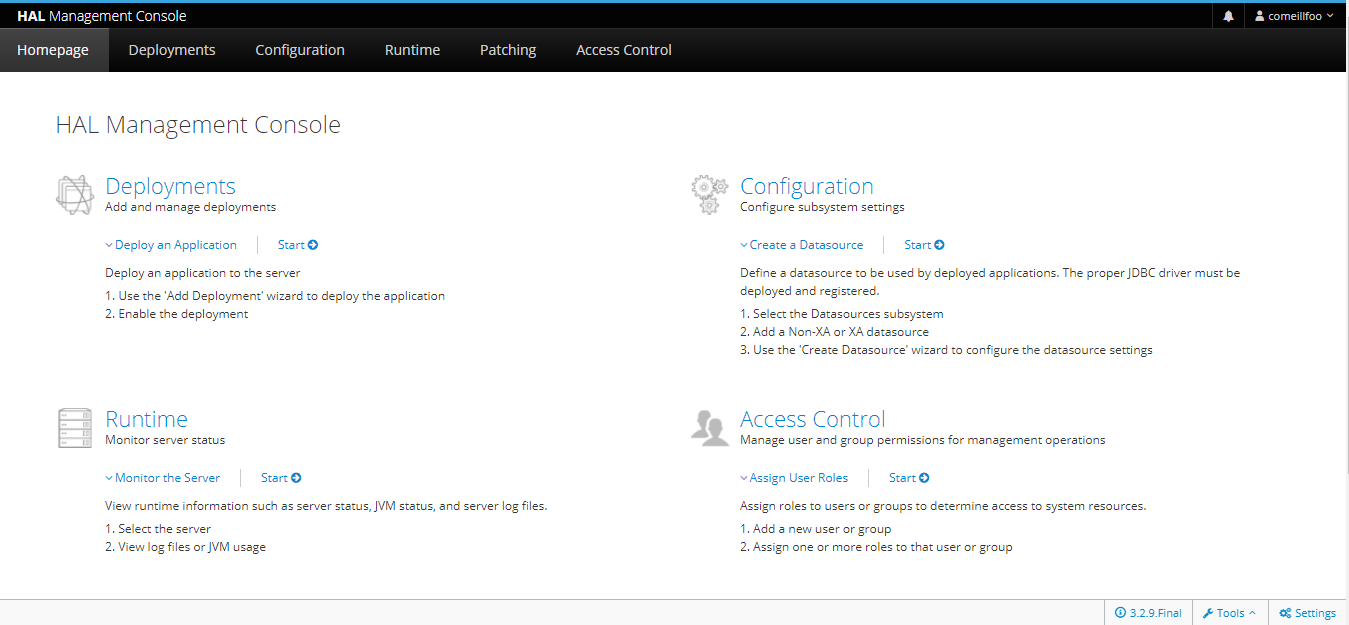 HAL Management Console
comeillfoo
Homepage Deployments Configuration Runtime Patching Access Control
HAL Management Console
Deployments
Add and manage deployments
Deploy an Application Start
Deploy an application to the server
1. Use the 'Add Deployment' wizard to deploy the application
2. Enable the deployment
Configuration
Configure subsystem settings
Create a Datasource Start
Define a datasource to be used by deployed applications. The proper JDBC driver must be
deployed and registered.
1. Select the Datasources subsystem
2. Add a Non-XA or XA datasource
3. Use the 'Create Datasource' wizard to configure the datasource settings
Runtime
Monitor server status
Monitor the Server Start
View runtime information such as server status, JVM status, and server log files.
1. Select the server
2. View log files or JVM usage
Access Control
Manage user and group permissions for management operations
Assign User Roles Start
Assign roles to users or groups to determine access to system resources.
1. Add a new user or group
2. Assign one or more roles to that user or group
3.2.9.Final Tools Settings